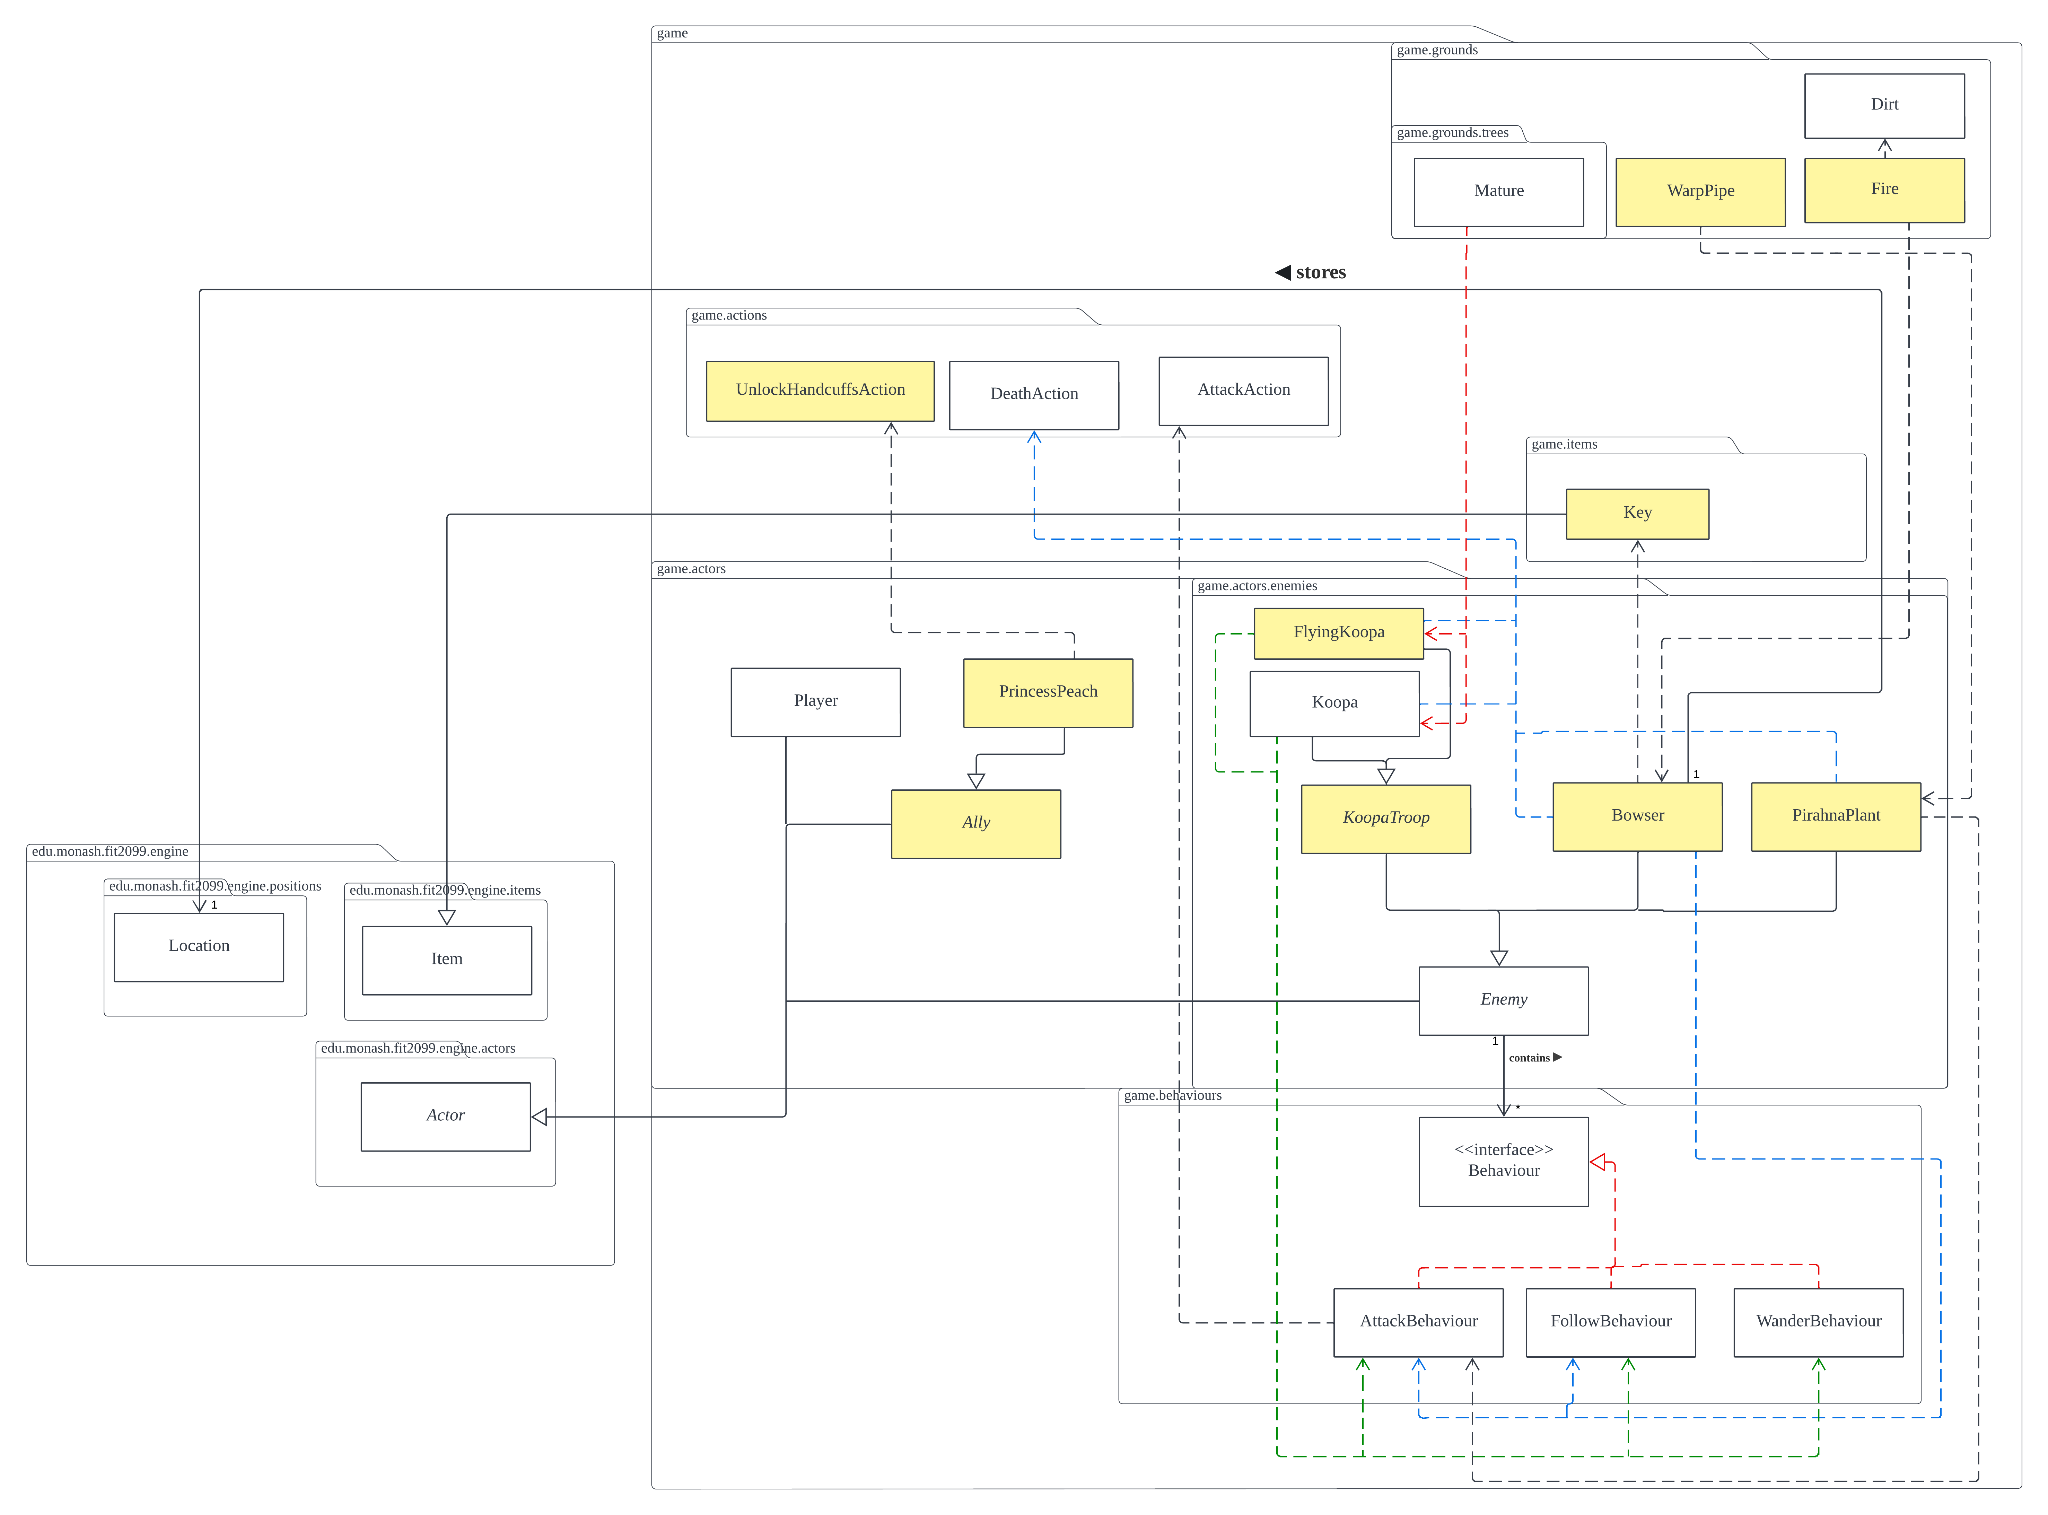 game
game.grounds
Dirt
game.grounds.trees
Mature
WarpPipe
Fire
◀ stores
game.actions
UnlockHandcuffsAction
DeathAction
AttackAction
game.items
Key
game.actors
game.actors.enemies
FlyingKoopa
Player
PrincessPeach
Koopa
1
Ally
KoopaTroop
Bowser
PirahnaPlant
edu.monash.fit2099.engine
edu.monash.fit2099.engine.positions
edu.monash.fit2099.engine.items
1
Location
Item
Enemy
1
contains ▶
edu.monash.fit2099.engine.actors
Actor
game.behaviours
*
<<interface>>
Behaviour
AttackBehaviour
FollowBehaviour
WanderBehaviour